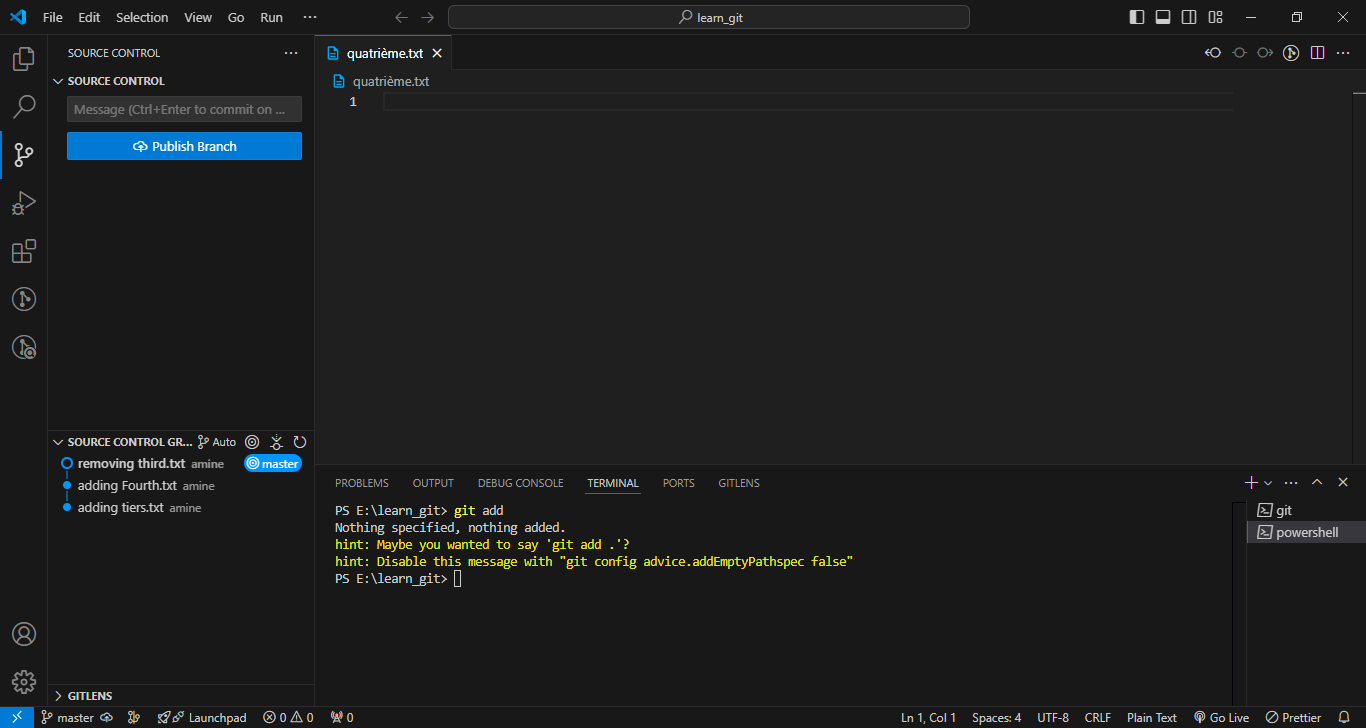 File Edit Selection View Go Run ···
learn_git
SOURCE CONTROL
SOURCE CONTROL
Message (Ctrl+Enter to commit on ...
Publish Branch
SOURCE CONTROL GR... Auto
removing third.txt amine master
adding Fourth.txt amine
adding tiers.txt amine
GITLENS
quatrième.txt
quatrième.txt
1
PROBLEMS OUTPUT DEBUG CONSOLE TERMINAL PORTS GITLENS
PS E:\learn_git> git add
Nothing specified, nothing added.
hint: Maybe you wanted to say 'git add .'?
hint: Disable this message with "git config advice.addEmptyPathspec false"
PS E:\learn_git>
git
powershell
master Launchpad 0 0 0 Ln 1, Col 1 Spaces: 4 UTF-8 CRLF Plain Text Go Live Prettier